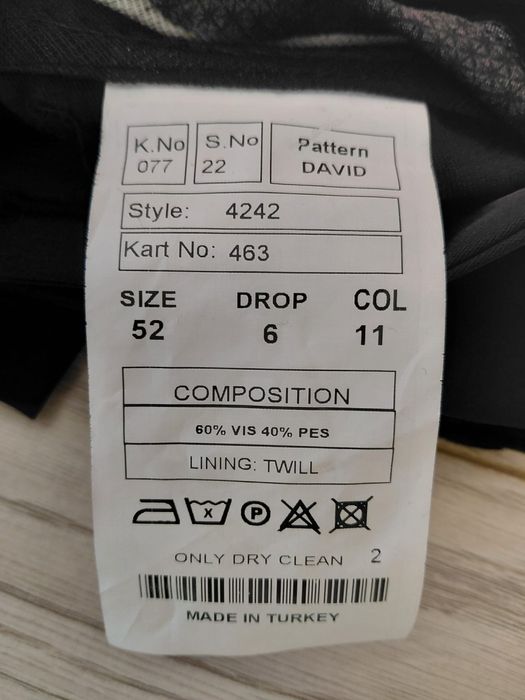 K.No S.No Pattern
077 22 DAVID
Style: 4242
Kart No: 463
SIZE DROP COL
52 6 11
COMPOSITION
60% VIS 40% PES
LINING: TWILL
X P
ONLY DRY CLEAN 2
MADE IN TURKEY